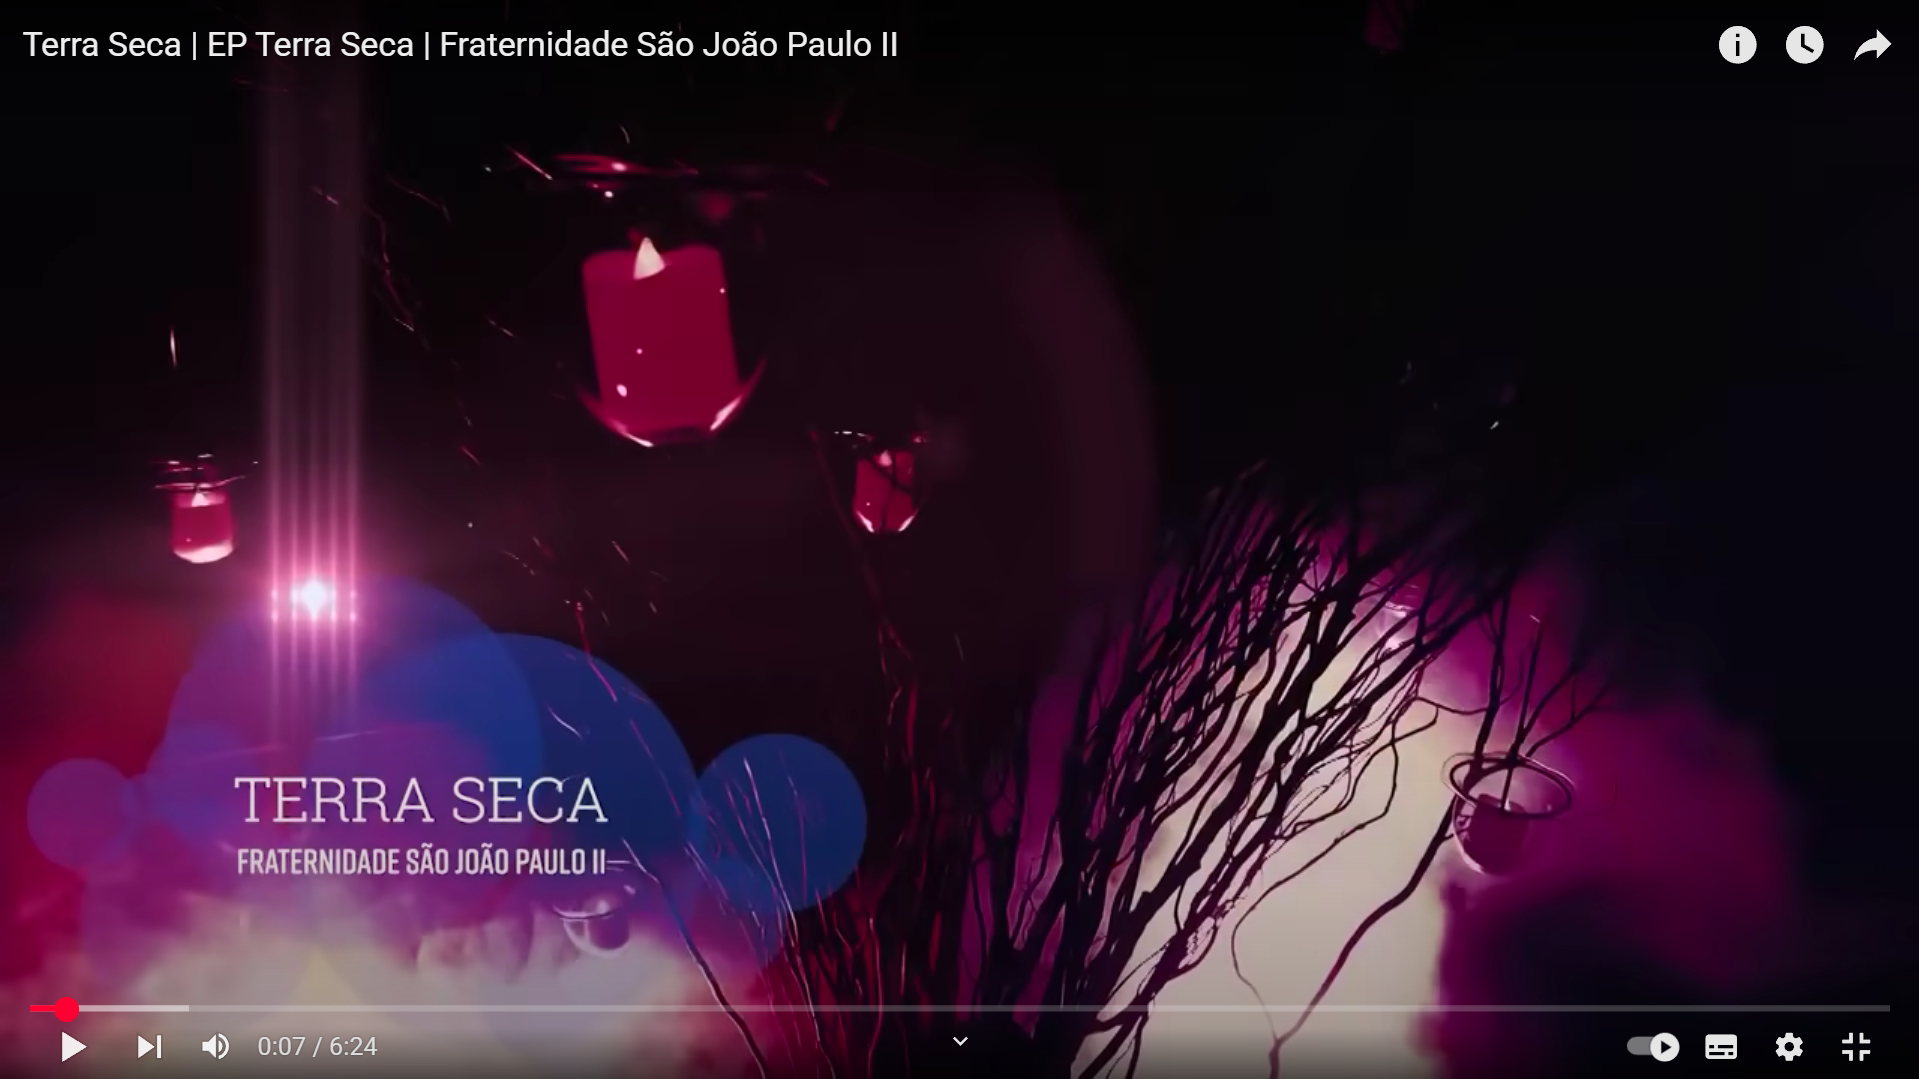 Terra Seca | EP Terra Seca | Fraternidade São João Paulo II
TERRA SECA
FRATERNIDADE SÃO JOÃO PAULO II
0:07 / 6:24